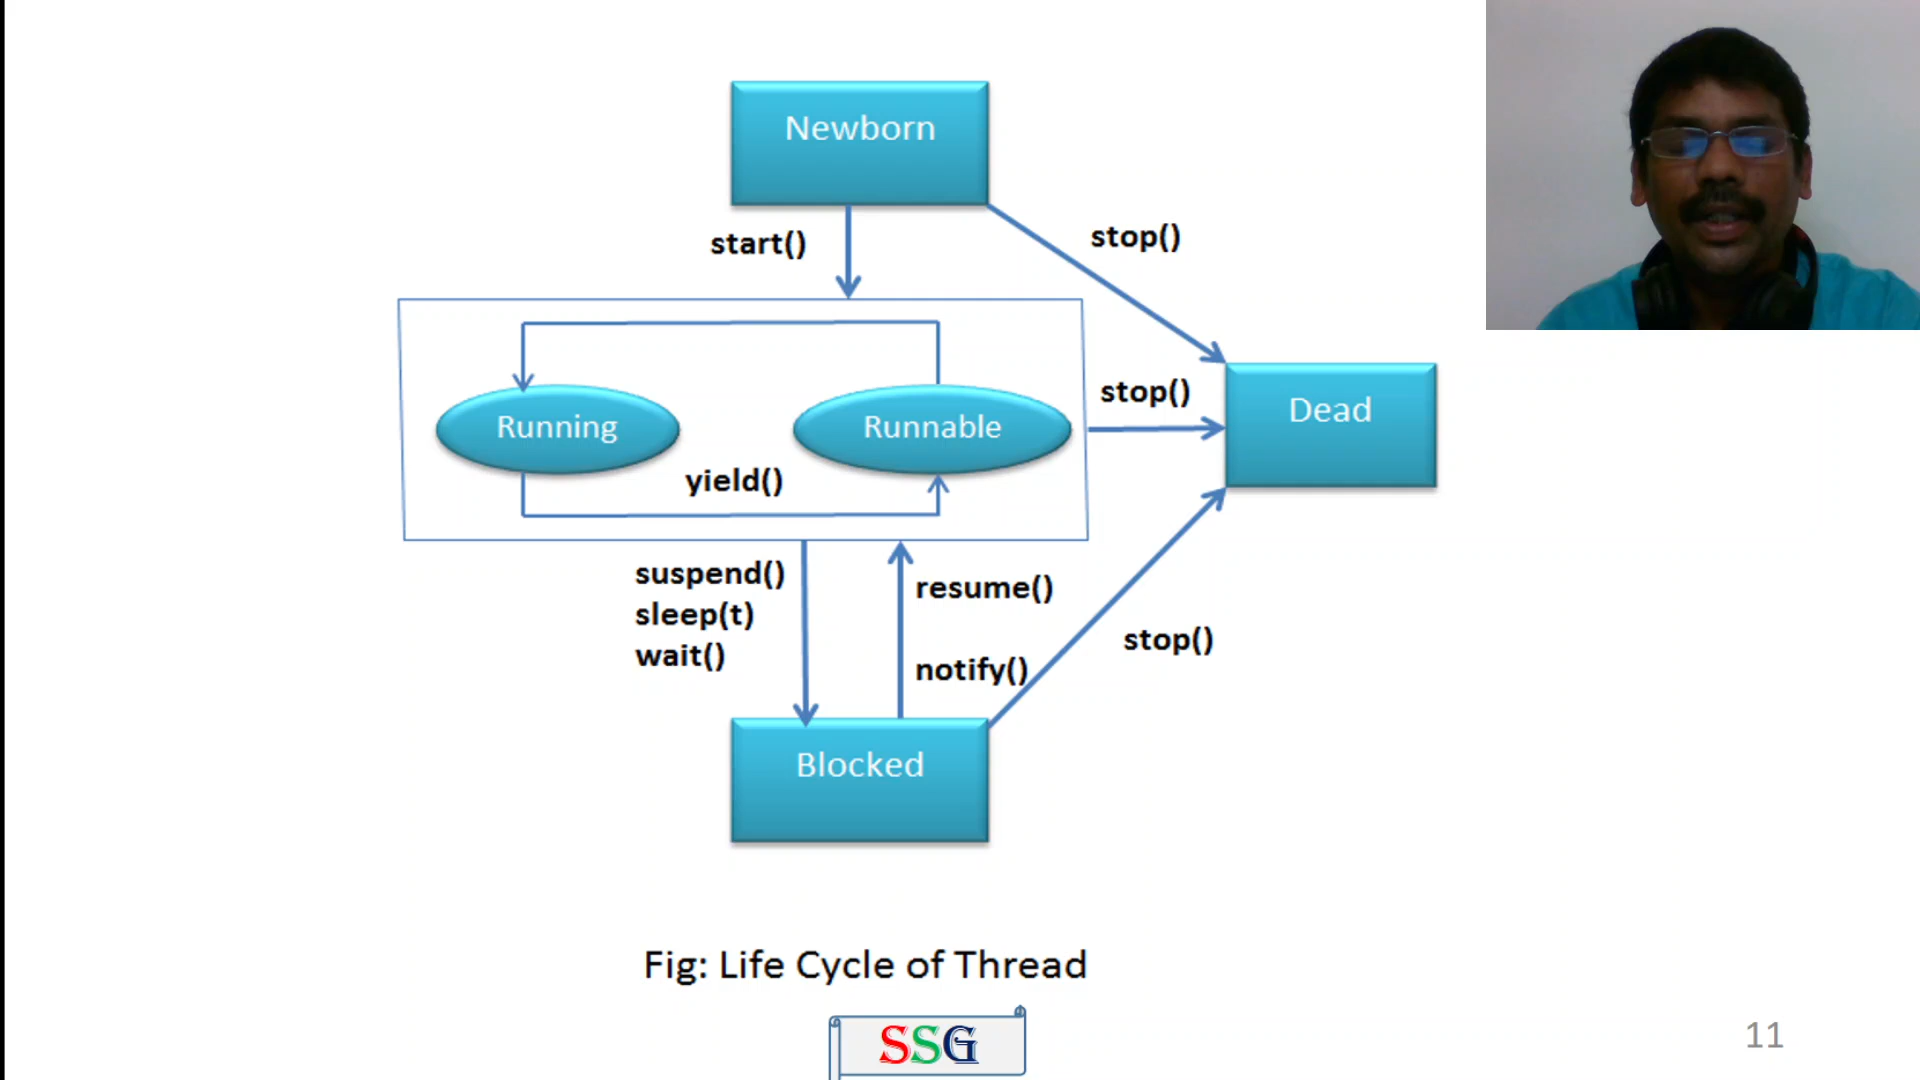 Newborn
start()
stop()
Running
Runnable
stop()
Dead
yield()
suspend()
sleep(t)
wait()
resume()
notify()
stop()
Blocked
Fig: Life Cycle of Thread
SSG
11